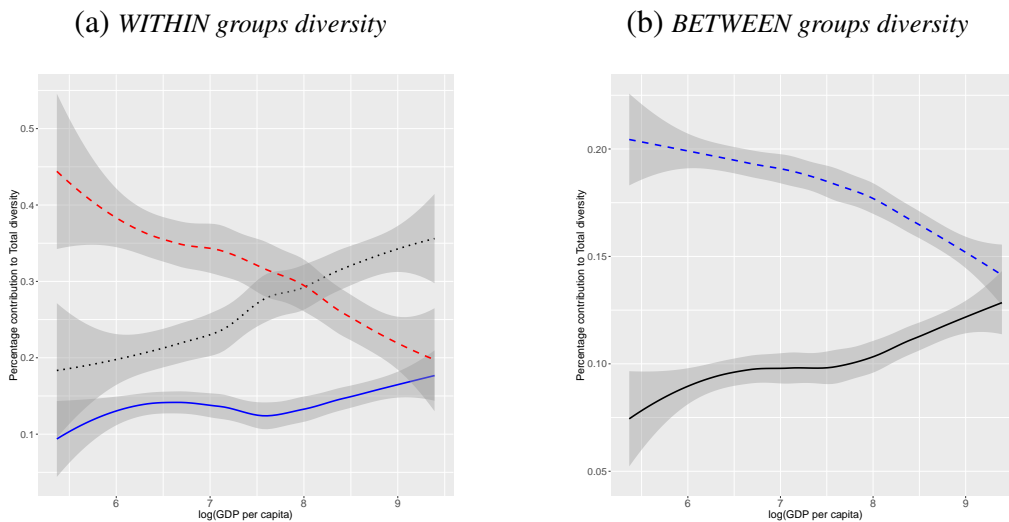 (a) WITHIN groups diversity
Percentage contribution to Total diversity
0.5
0.4
0.3
0.2
0.1
6 7 8 9
log(GDP per capita)
(b) BETWEEN groups diversity
Percentage contribution to Total diversity
0.20
0.15
0.10
0.05
6 7 8 9
log(GDP per capita)